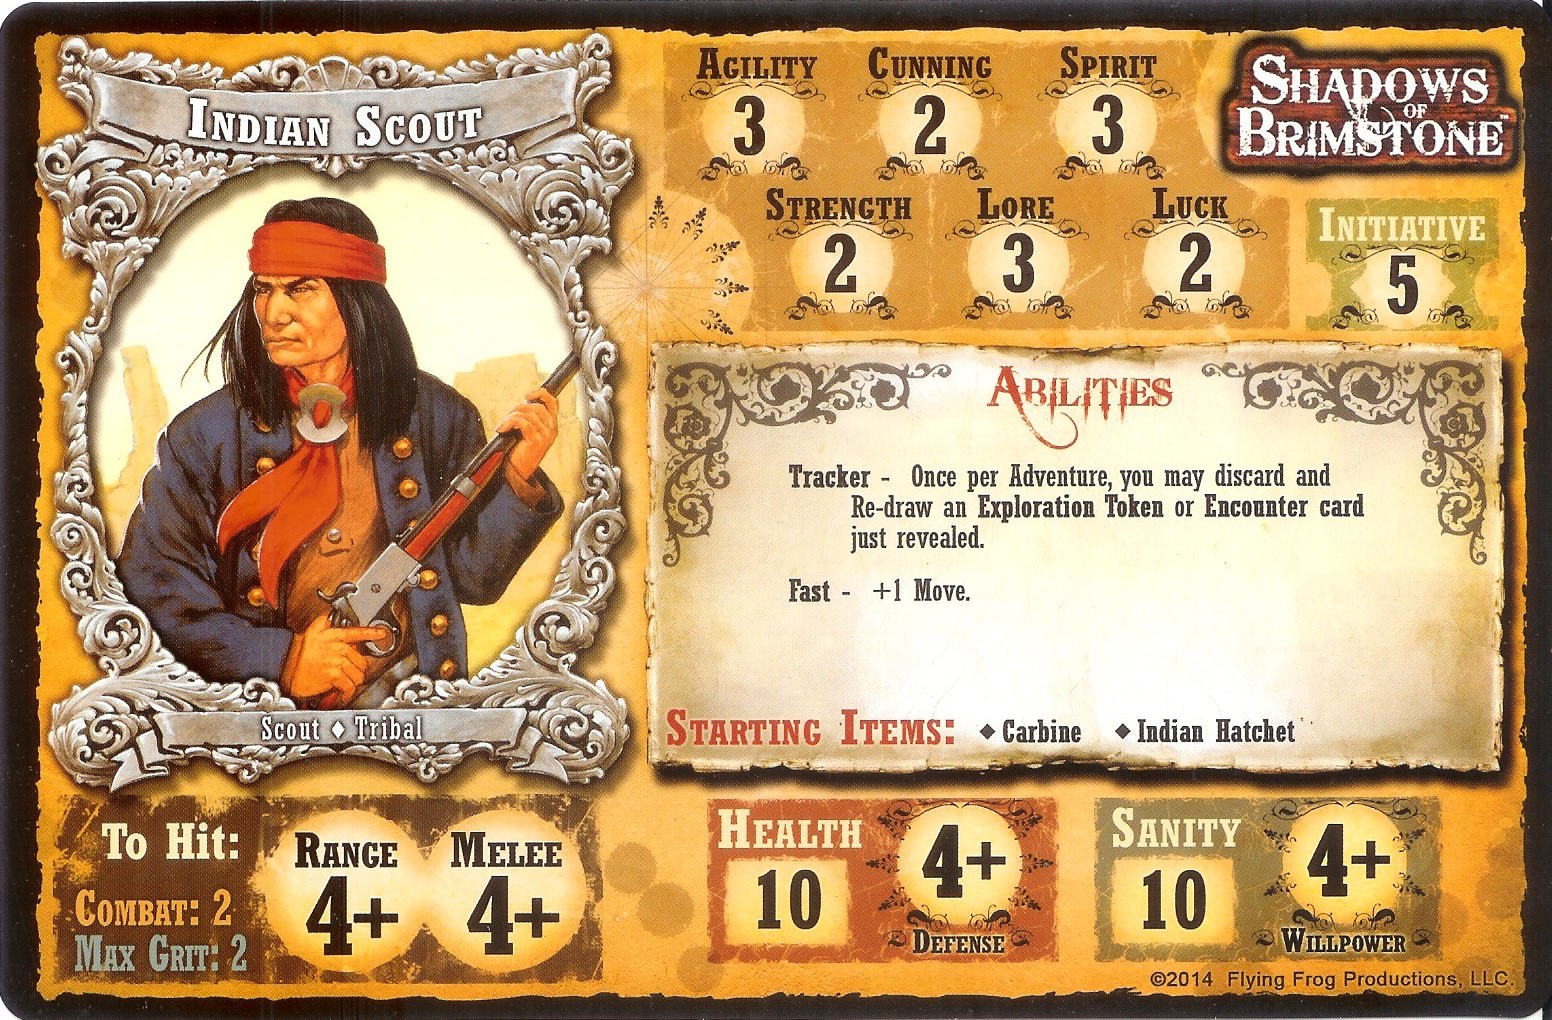 Indian Scout
Scout ♦ Tribal
Agility
3
Cunning
2
Spirit
3
Shadows
of
Brimstone™
Strength
2
Lore
3
Luck
2
Initiative
5
Abilities
Tracker - Once per Adventure, you may discard and
Re-draw an Exploration Token or Encounter card
just revealed.
Fast - +1 Move.
Starting Items: ◆ Carbine ◆ Indian Hatchet
To Hit:
Combat: 2
Max Grit: 2
Range
4+
Melee
4+
Health
10
4+
Defense
Sanity
10
4+
Willpower
©2014 Flying Frog Productions, LLC.